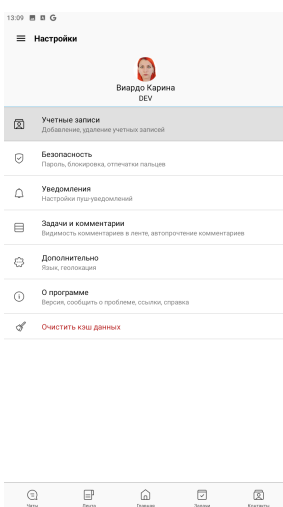 13:09 G
Настройки
Виардо Карина
DEV
Учетные записи
Добавление, удаление учетных записей
Безопасность
Пароль, блокировка, отпечатки пальцев
Уведомления
Настройки пуш-уведомлений
Задачи и комментарии
Видимость комментариев в ленте, автопрочтение комментариев
Дополнительно
Язык, геолокация
О программе
Версия, сообщить о проблеме, ссылки, справка
Очистить кэш данных
Чаты Лента Главная Задачи Контакты